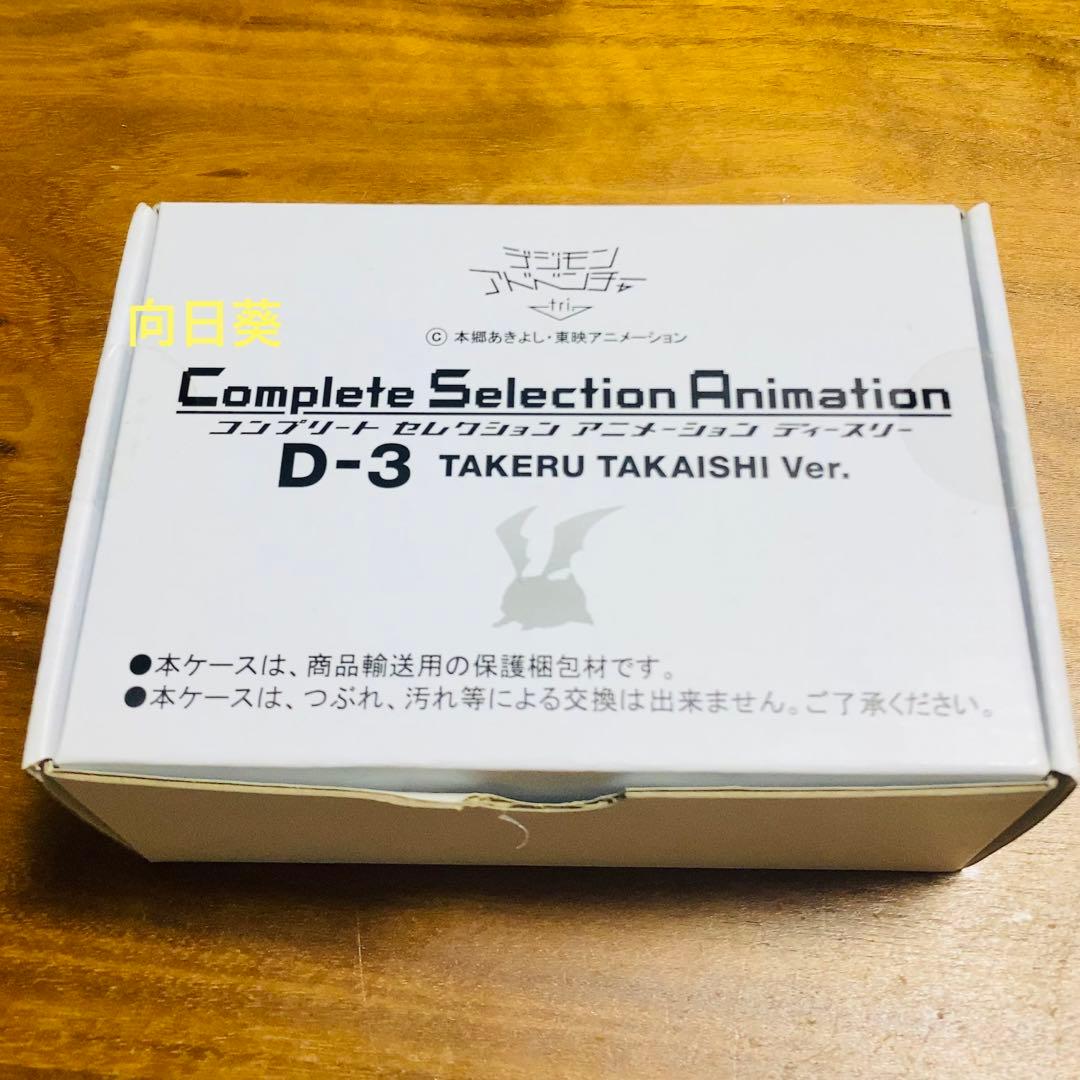 デジモン
アドベンチャー
tri.
向日葵
© 本郷あきよし・東映アニメーション
Complete Selection Animation
コンプリート セレクション アニメーション ディースリー
D-3 TAKERU TAKAISHI Ver.
●本ケースは、商品輸送用の保護梱包材です。
●本ケースは、つぶれ、汚れ等による交換は出来ません。ご了承ください。